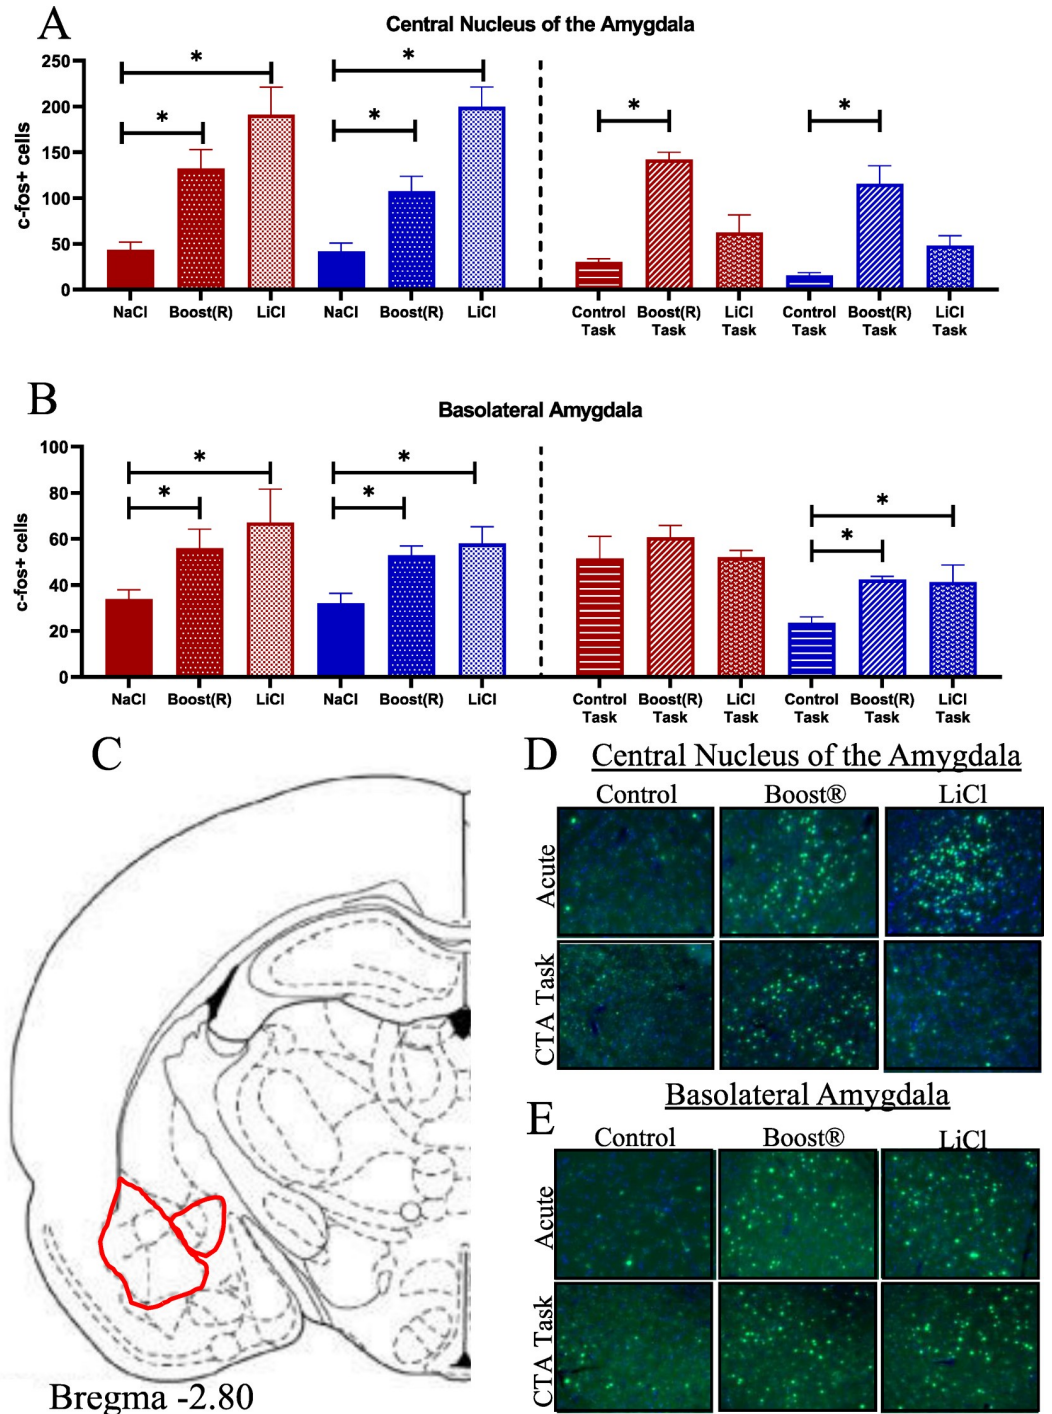 A
Central Nucleus of the Amygdala
c-fos+ cells
250
200
150
100
50
0
* * * * * *
NaCl Boost(R) LiCl NaCl Boost(R) LiCl Control Task Boost(R) Task LiCl Task Control Task Boost(R) Task LiCl Task
B
Basolateral Amygdala
c-fos+ cells
100
80
60
40
20
0
* * * * * *
NaCl Boost(R) LiCl NaCl Boost(R) LiCl Control Task Boost(R) Task LiCl Task Control Task Boost(R) Task LiCl Task
C
Bregma -2.80
D
Central Nucleus of the Amygdala
Control Boost® LiCl
Acute
CTA Task
E
Basolateral Amygdala
Control Boost® LiCl
Acute
CTA Task